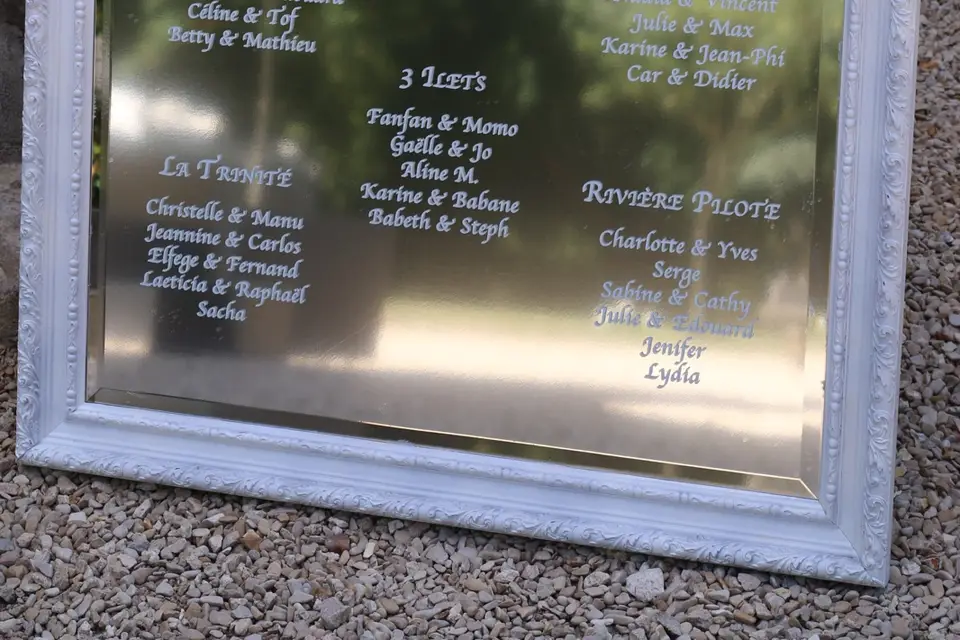 Céline & Tof
Betty & Mathieu
& Vincent
Julie & Max
Karine & Jean-Phi
Car & Didier
3 Ilets
Fanfan & Momo
Gaëlle & Jo
Aline M.
Karine & Babane
Babeth & Steph
La Trinité
Christelle & Manu
Jeannine & Carlos
Elfege & Fernand
Laeticia & Raphaël
Sacha
Rivière Pilote
Charlotte & Yves
Serge
Sabine & Cathy
Julie & Edouard
Jenifer
Lydia